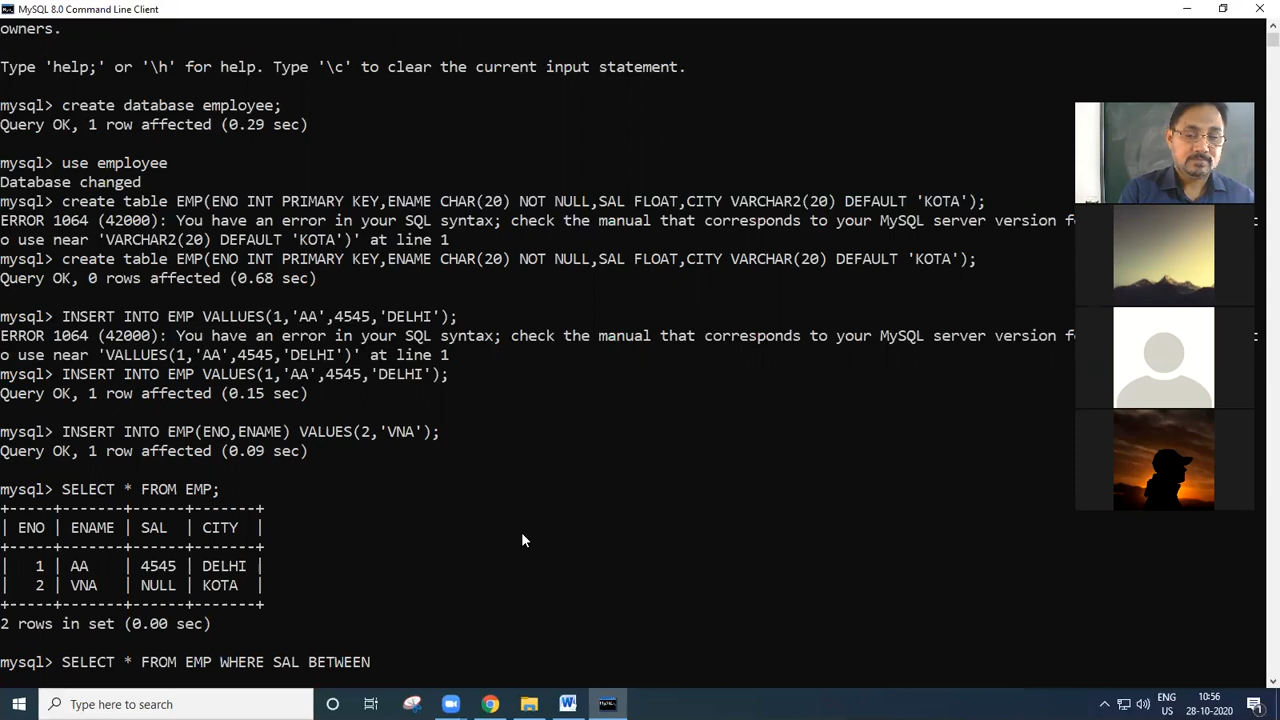 MySQL 8.0 Command Line Client
owners.
Type 'help;' or '\h' for help. Type '\c' to clear the current input statement.
mysql> create database employee;
Query OK, 1 row affected (0.29 sec)
mysql> use employee
Database changed
mysql> create table EMP(ENO INT PRIMARY KEY,ENAME CHAR(20) NOT NULL,SAL FLOAT,CITY VARCHAR2(20) DEFAULT 'KOTA');
ERROR 1064 (42000): You have an error in your SQL syntax; check the manual that corresponds to your MySQL server version f
o use near 'VARCHAR2(20) DEFAULT 'KOTA')' at line 1
mysql> create table EMP(ENO INT PRIMARY KEY,ENAME CHAR(20) NOT NULL,SAL FLOAT,CITY VARCHAR(20) DEFAULT 'KOTA');
Query OK, 0 rows affected (0.68 sec)
mysql> INSERT INTO EMP VALLUES(1,'AA',4545,'DELHI');
ERROR 1064 (42000): You have an error in your SQL syntax; check the manual that corresponds to your MySQL server version f
o use near 'VALLUES(1,'AA',4545,'DELHI')' at line 1
mysql> INSERT INTO EMP VALUES(1,'AA',4545,'DELHI');
Query OK, 1 row affected (0.15 sec)
mysql> INSERT INTO EMP(ENO,ENAME) VALUES(2,'VNA');
Query OK, 1 row affected (0.09 sec)
mysql> SELECT * FROM EMP;
+-----+-------+------+-------+
| ENO | ENAME | SAL | CITY |
+-----+-------+------+-------+
| 1 | AA | 4545 | DELHI |
| 2 | VNA | NULL | KOTA |
+-----+-------+------+-------+
2 rows in set (0.00 sec)
mysql> SELECT * FROM EMP WHERE SAL BETWEEN
Type here to search
ENG
US
10:56
28-10-2020